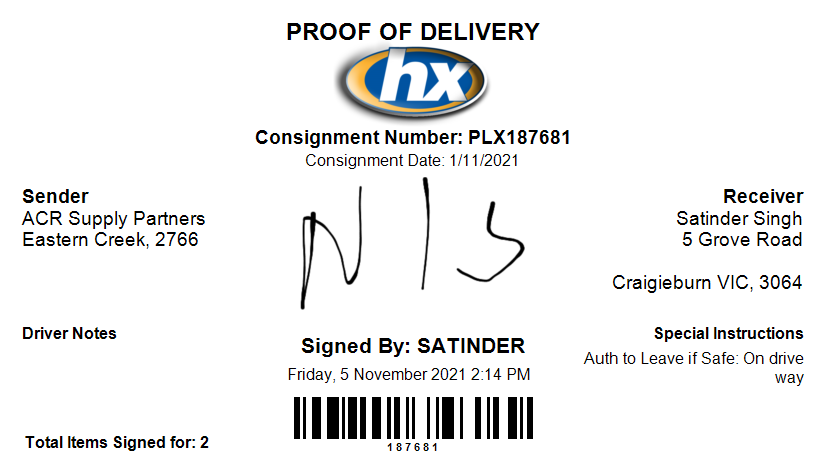 PROOF OF DELIVERY
hx
Consignment Number: PLX187681
Consignment Date: 1/11/2021
Sender
ACR Supply Partners
Eastern Creek, 2766
NIS
Receiver
Satinder Singh
5 Grove Road
Craigieburn VIC, 3064
Driver Notes
Signed By: SATINDER
Friday, 5 November 2021 2:14 PM
Special Instructions
Auth to Leave if Safe: On drive
way
187681
Total Items Signed for: 2